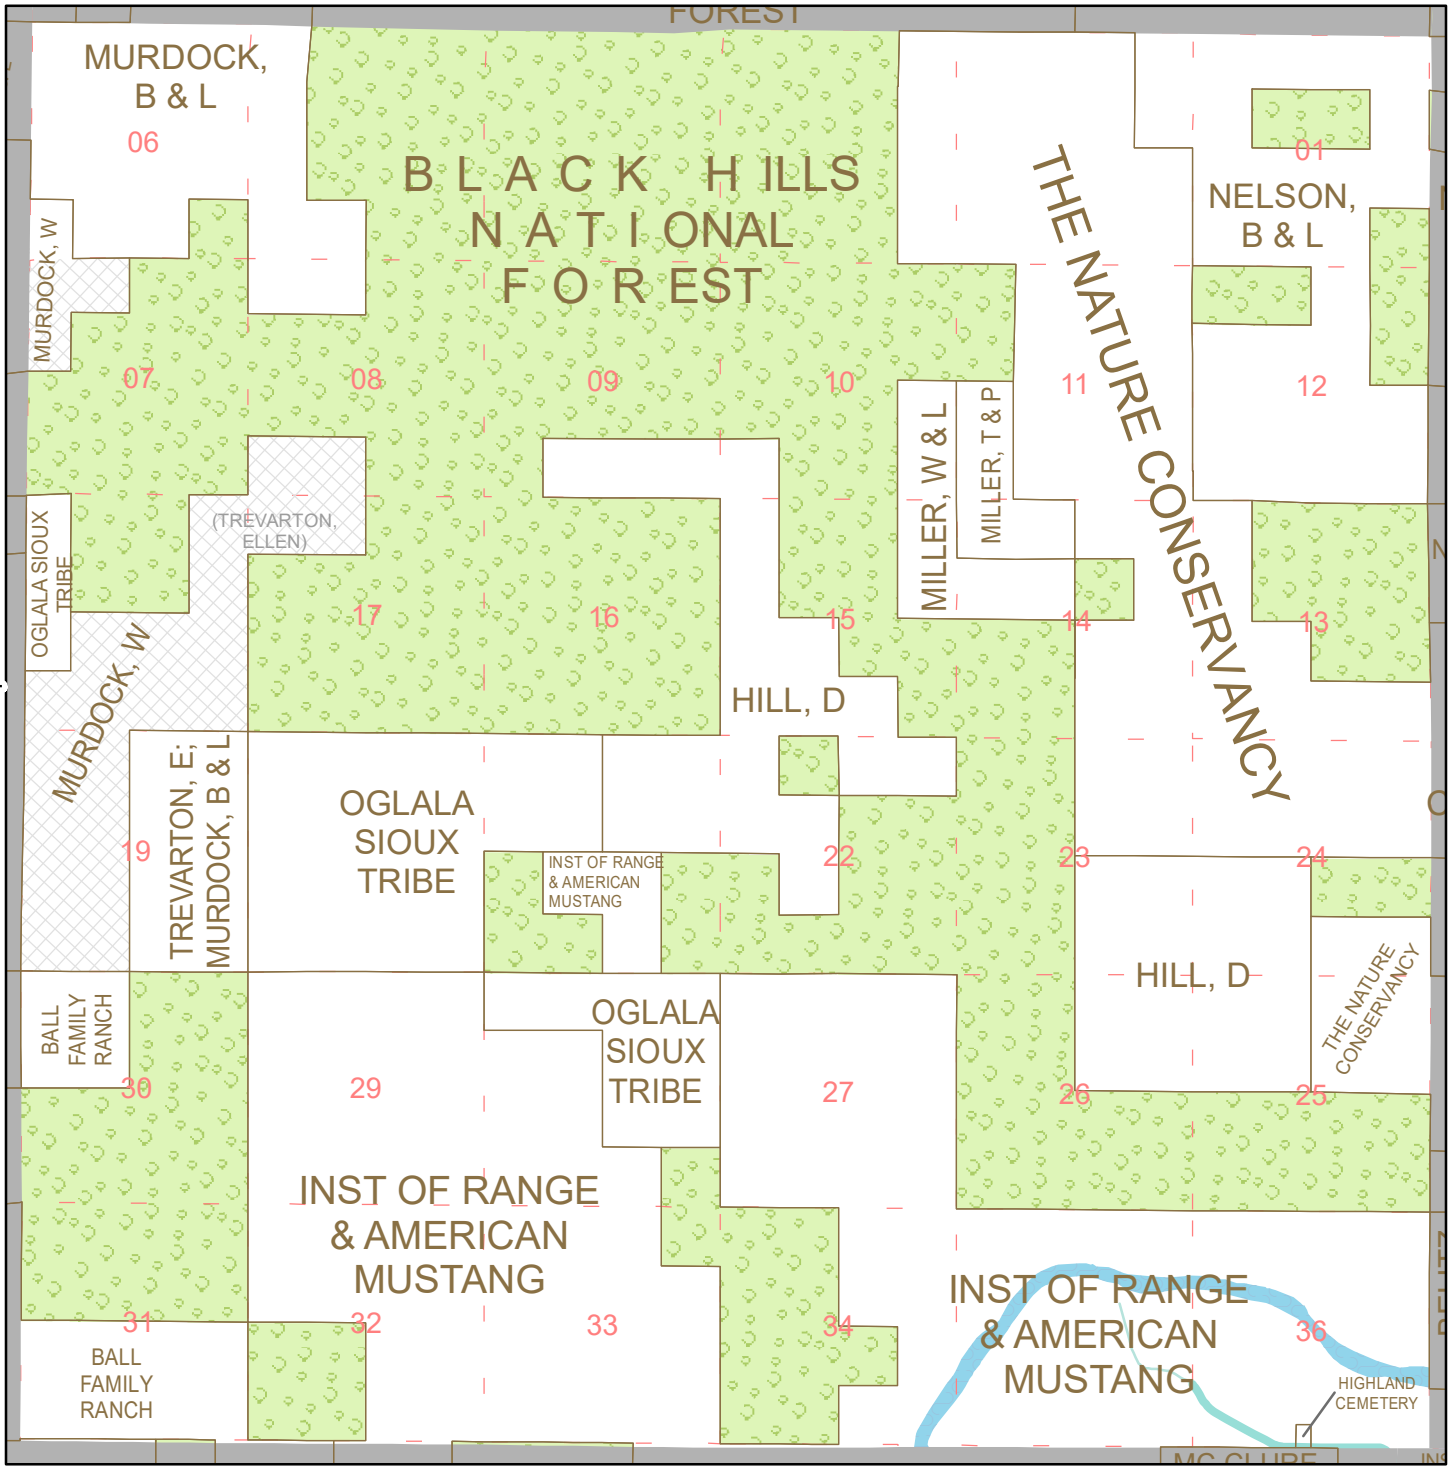 FOREST
MURDOCK,
B & L
06
BLACK HILLS
NATIONAL
FOREST
THE NATURE CONSERVANCY
01
NELSON,
B & L
MURDOCK, W
07
08
09
10
11
12
MILLER, W & L
MILLER, T & P
OGLALA SIOUX
TRIBE
(TREVARTON,
ELLEN)
17
16
15
14
13
MURDOCK, W
HILL, D
TREVARTON, E;
MURDOCK, B & L
OGLALA
SIOUX
TRIBE
19
INST OF RANGE
& AMERICAN
MUSTANG
22
23
24
HILL, D
THE NATURE
CONSERVANCY
BALL
FAMILY
RANCH
OGLALA
SIOUX
TRIBE
30
29
27
26
25
INST OF RANGE
& AMERICAN
MUSTANG
INST OF RANGE
& AMERICAN
MUSTANG
31
32
33
34
36
BALL
FAMILY
RANCH
HIGHLAND
CEMETERY
MC CLURE